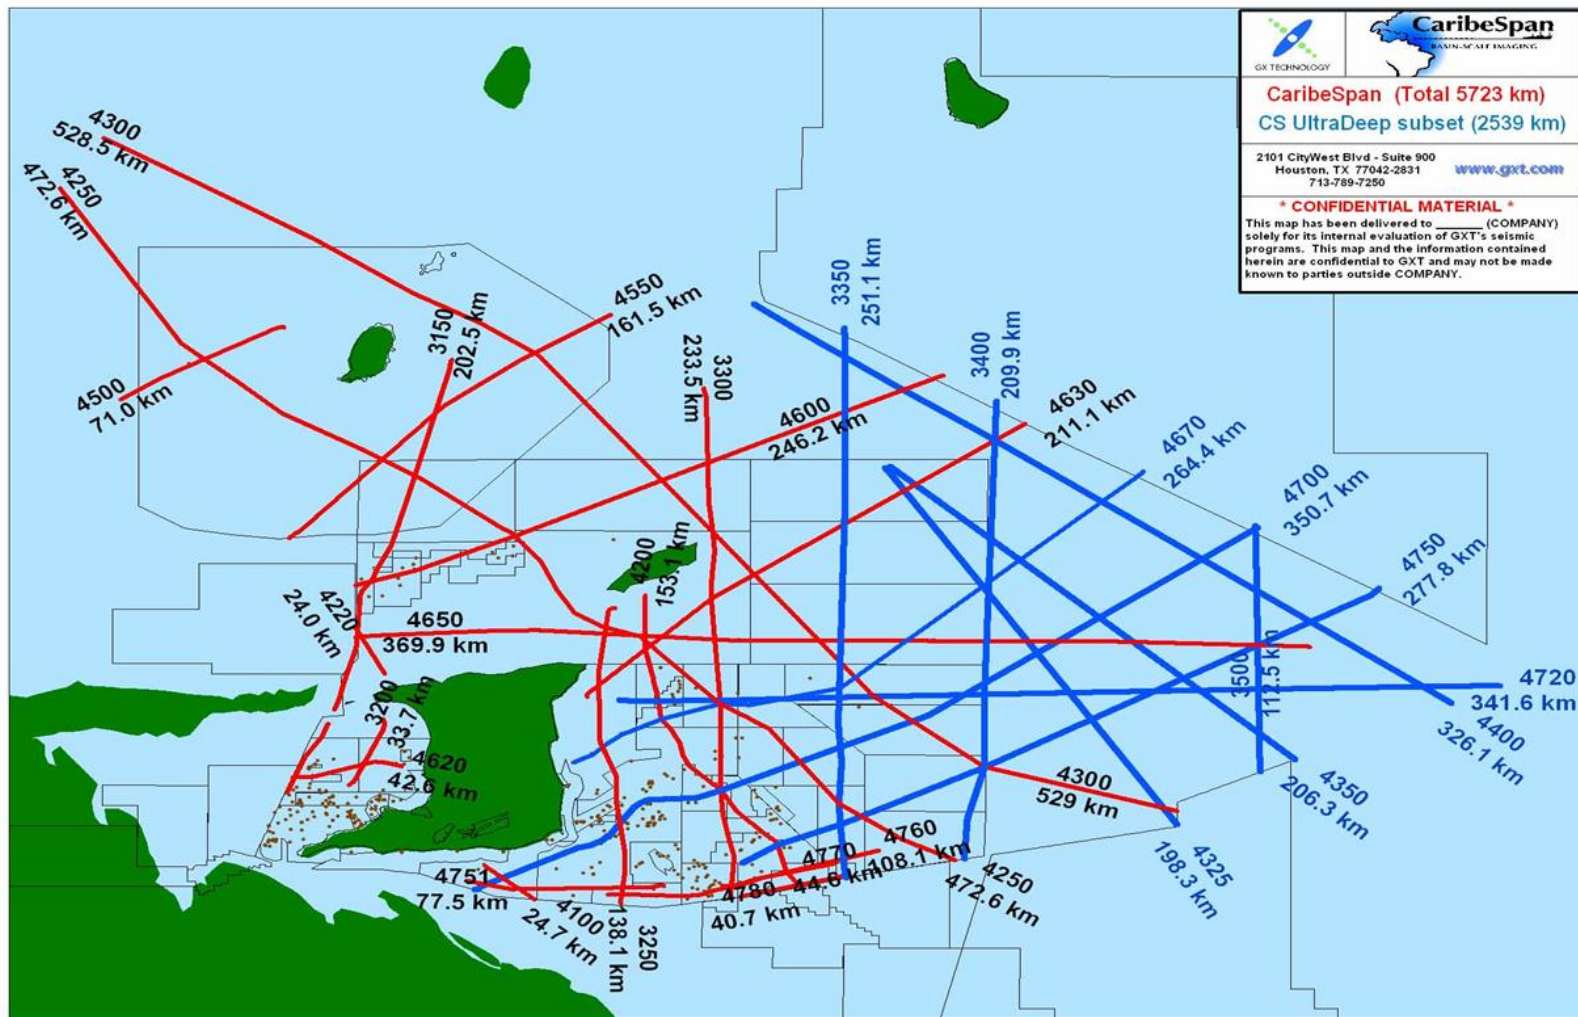 CaribeSpan
BASIN-SCALE IMAGING
GX TECHNOLOGY
CaribeSpan (Total 5723 km)
CS UltraDeep subset (2539 km)
2101 CityWest Blvd - Suite 900
Houston, TX 77042-2831
713-789-7250
www.gxt.com
* CONFIDENTIAL MATERIAL *
This map has been delivered to ______ (COMPANY)
solely for its internal evaluation of GXT's seismic
programs. This map and the information contained
herein are confidential to GXT and may not be made
known to parties outside COMPANY.
4300
528.5 km
4250
472.6 km
4500
71.0 km
3150
202.5 km
4550
161.5 km
3300
233.5 km
3350
251.1 km
3400
209.9 km
4600
246.2 km
4630
211.1 km
4670
264.4 km
4700
350.7 km
4750
277.8 km
4200
153.1 km
4220
24.0 km
4650
369.9 km
3500
112.5 km
4720
341.6 km
4400
326.1 km
3200
33.7 km
4620
42.6 km
4300
529 km
4350
206.3 km
4325
198.3 km
4760
108.1 km
4770
44.6 km
4780
40.7 km
4250
472.6 km
4751
77.5 km
4100
24.7 km
3250
138.1 km